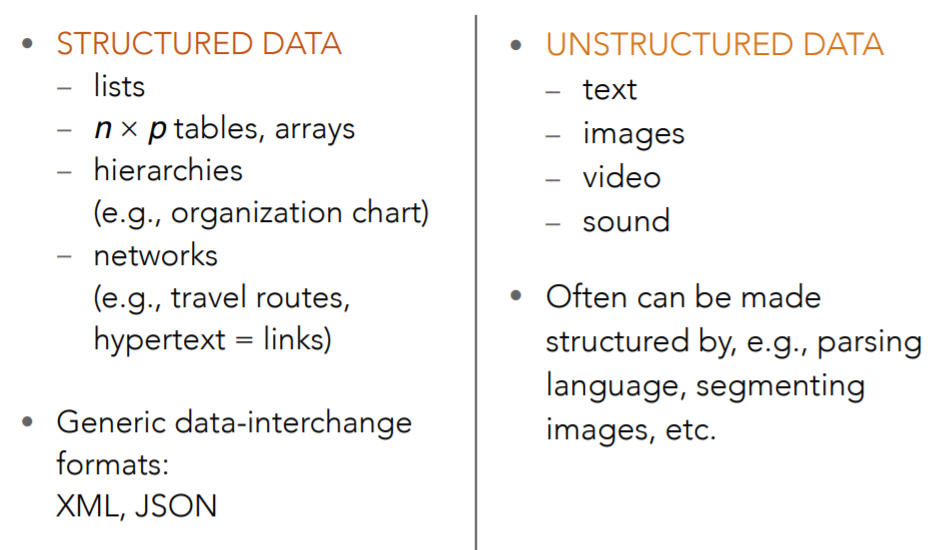 • STRUCTURED DATA
– lists
– n × p tables, arrays
– hierarchies
(e.g., organization chart)
– networks
(e.g., travel routes,
hypertext = links)
• Generic data-interchange
formats:
XML, JSON
• UNSTRUCTURED DATA
– text
– images
– video
– sound
• Often can be made
structured by, e.g., parsing
language, segmenting
images, etc.